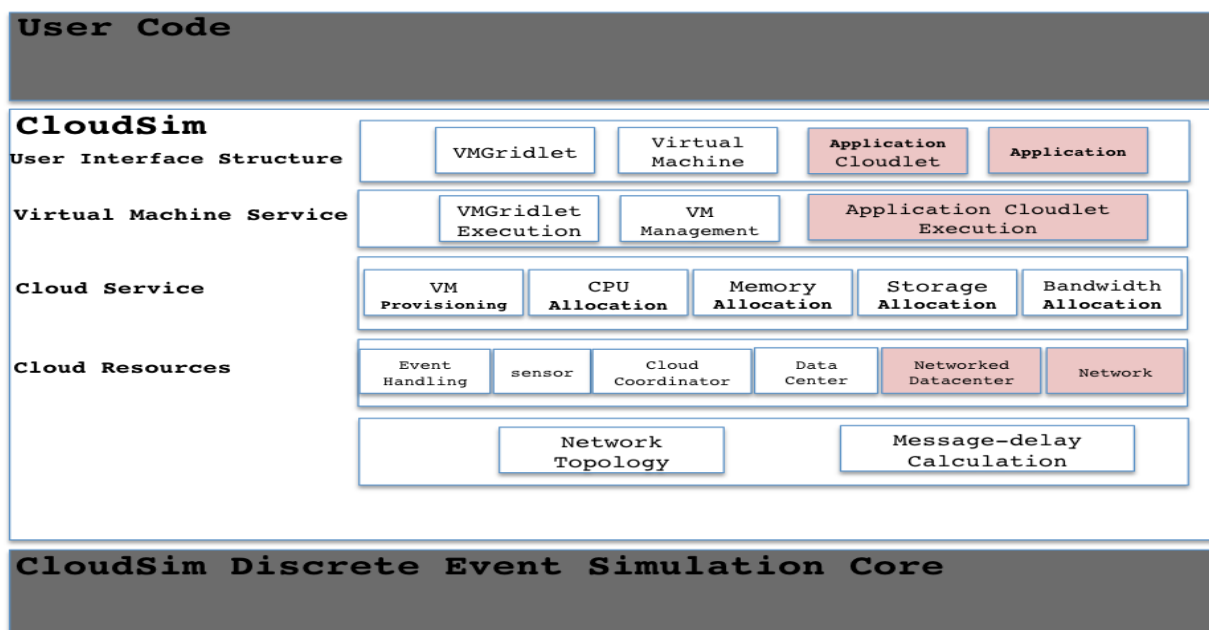 User Code
CloudSim
User Interface Structure
VMGridlet
Virtual
Machine
Application
Cloudlet
Application
Virtual Machine Service
VMGridlet
Execution
VM
Management
Application Cloudlet
Execution
Cloud Service
VM
Provisioning
CPU
Allocation
Memory
Allocation
Storage
Allocation
Bandwidth
Allocation
Cloud Resources
Event
Handling
sensor
Cloud
Coordinator
Data
Center
Networked
Datacenter
Network
Network
Topology
Message-delay
Calculation
CloudSim Discrete Event Simulation Core